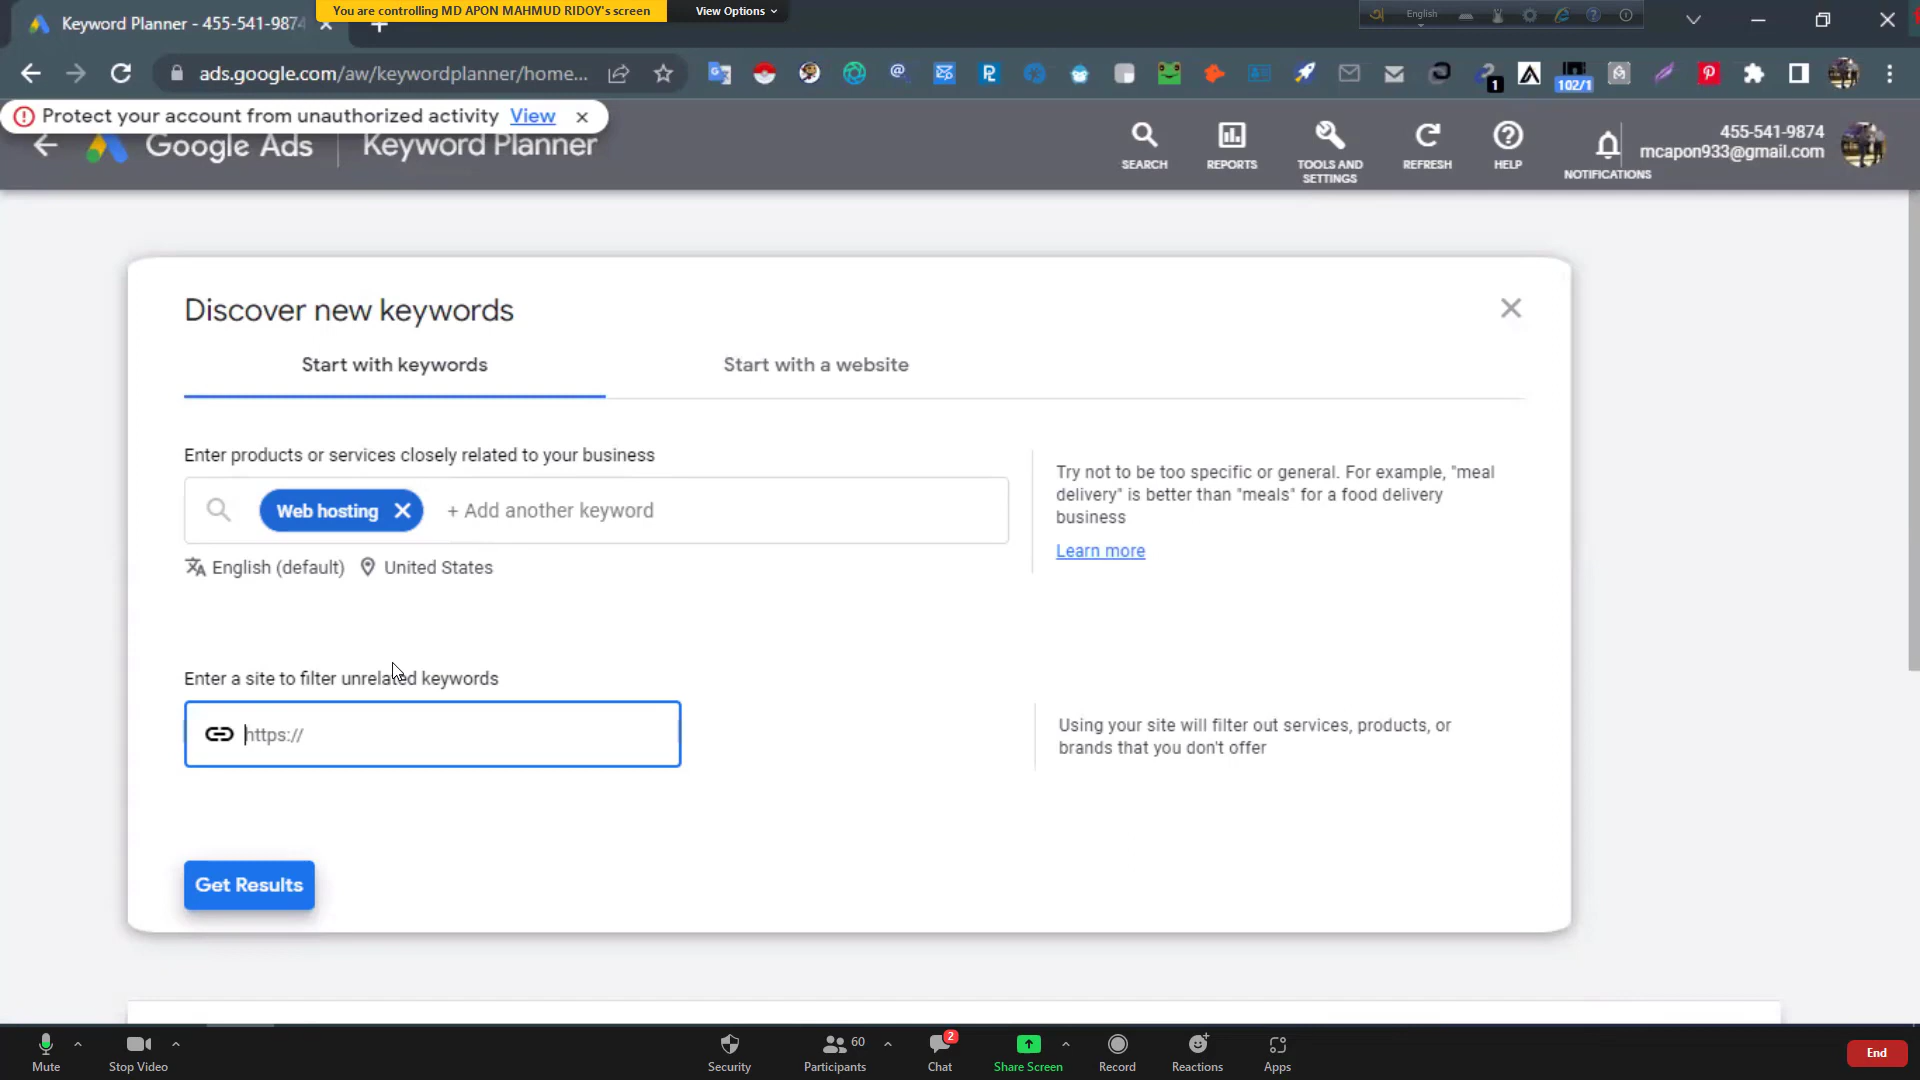 Keyword Planner - 455-541-9874
You are controlling MD APON MAHMUD RIDOY's screen
View Options
English
ads.google.com/aw/keywordplanner/home...
1
102/1
Protect your account from unauthorized activity View
Google Ads
Keyword Planner
SEARCH
REPORTS
TOOLS AND
SETTINGS
REFRESH
HELP
NOTIFICATIONS
455-541-9874
mcapon933@gmail.com
Discover new keywords
Start with keywords
Start with a website
Enter products or services closely related to your business
Web hosting
+ Add another keyword
Try not to be too specific or general. For example, "meal
delivery" is better than "meals" for a food delivery
business
Learn more
English (default)
United States
Enter a site to filter unrelated keywords
https://
Using your site will filter out services, products, or
brands that you don't offer
Get Results
Mute
Stop Video
Security
60
Participants
2
Chat
Share Screen
Record
Reactions
Apps
End